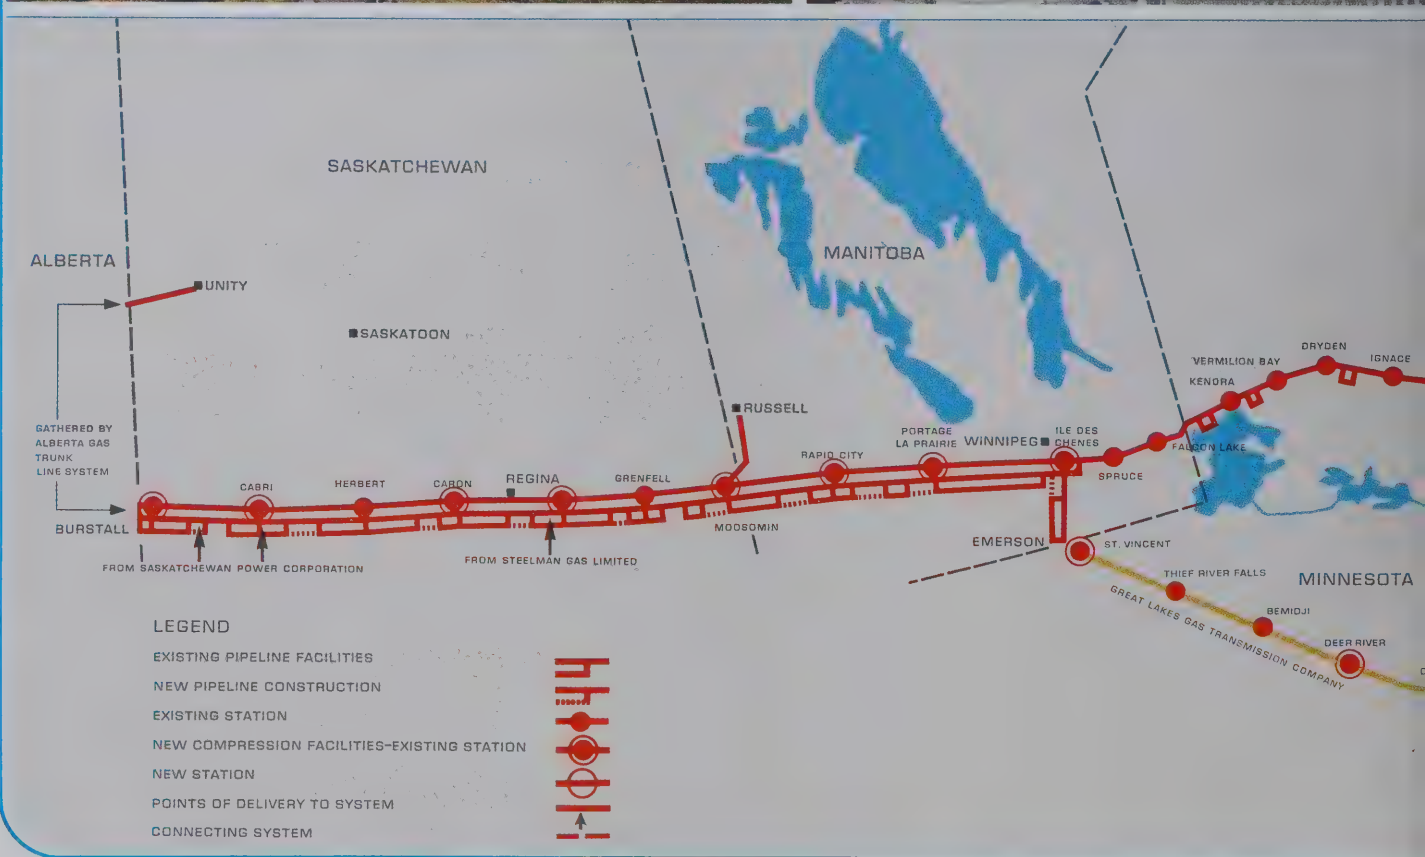 SASKATCHEWAN
MANITOBA
ALBERTA
UNITY
SASKATOON
DRYDEN
VERMILION BAY
IGNACE
KENORA
RUSSELL
GATHERED BY
ALBERTA GAS
TRUNK
LINE SYSTEM
PORTAGE
LA PRAIRIE
WINNIPEG
ILE DES
CHENES
FALCON LAKE
RAPID CITY
SPRUCE
CABRI
HERBERT
CARON
REGINA
GRENFELL
BURSTALL
MOOSOMIN
EMERSON
ST. VINCENT
FROM SASKATCHEWAN POWER CORPORATION
FROM STEELMAN GAS LIMITED
THIEF RIVER FALLS
MINNESOTA
GREAT LAKES GAS TRANSMISSION COMPANY
BEMIDJI
DEER RIVER
LEGEND
EXISTING PIPELINE FACILITIES
NEW PIPELINE CONSTRUCTION
EXISTING STATION
NEW COMPRESSION FACILITIES-EXISTING STATION
NEW STATION
POINTS OF DELIVERY TO SYSTEM
CONNECTING SYSTEM